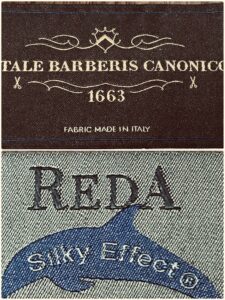 TALE BARBERIS CANONICO
1663
FABRIC MADE IN ITALY
REDA
Silky Effect®